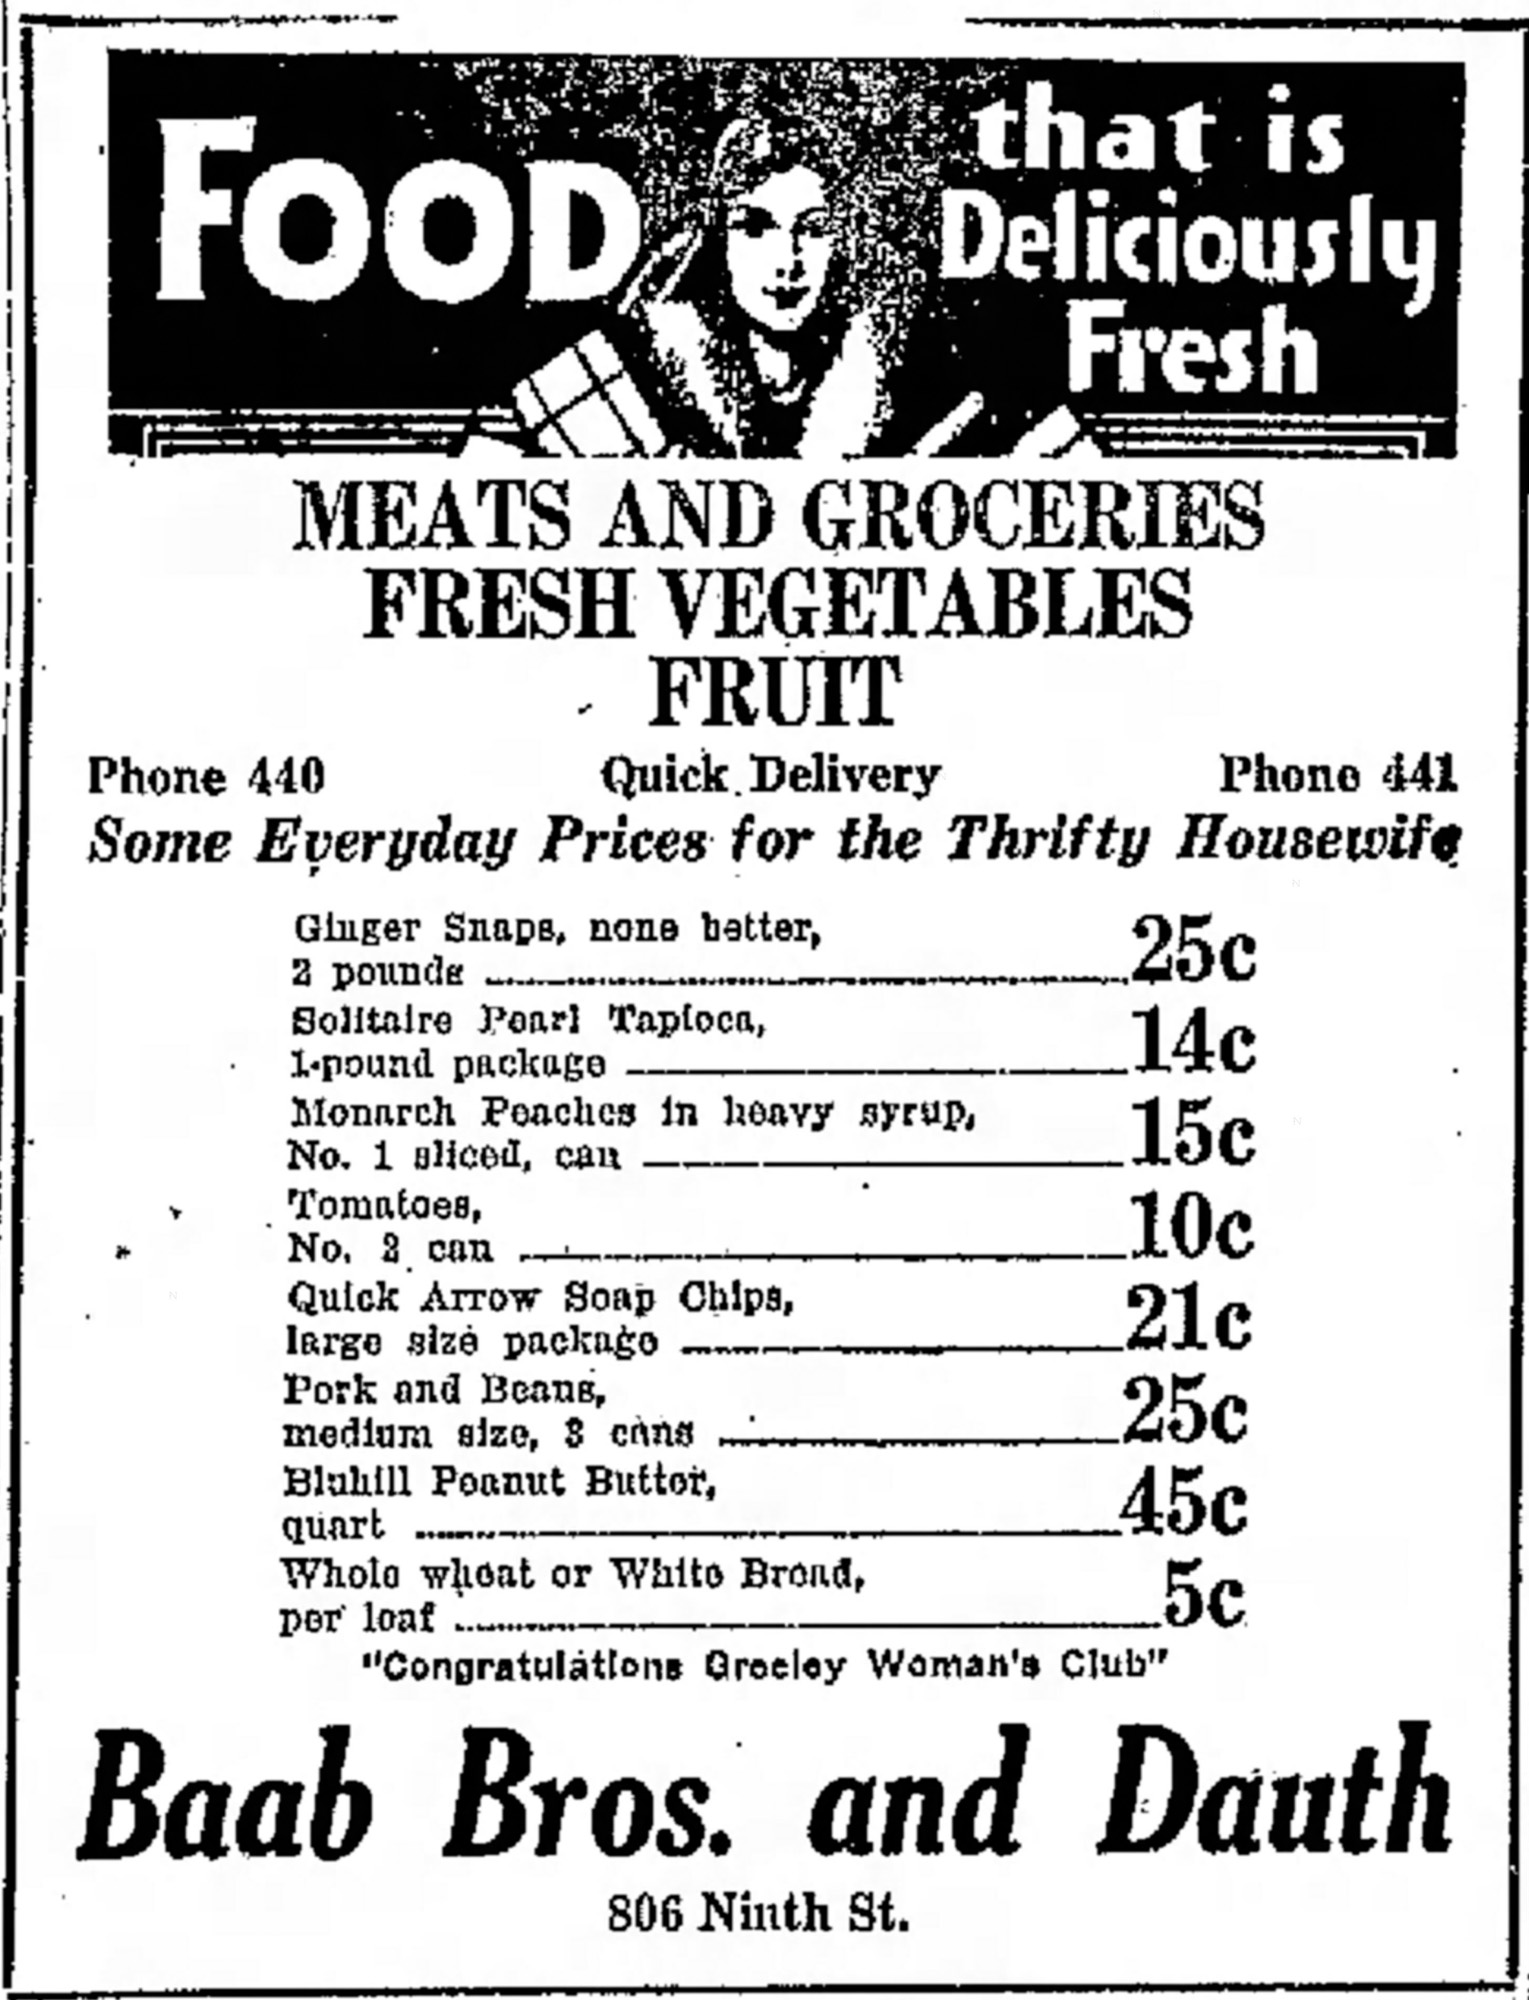 FOOD
that is
Deliciously
Fresh
MEATS AND GROCERIES
FRESH VEGETABLES
FRUIT
Phone 440 Quick Delivery Phone 441
Some Everyday Prices for the Thrifty Housewife
Ginger Snaps, none better,
2 pounds 25c
Solitaire Pearl Tapioca,
1-pound package 14c
Monarch Peaches in heavy syrup,
No. 1 sliced, can 15c
Tomatoes,
No. 2 can 10c
Quick Arrow Soap Chips,
large size package 21c
Pork and Beans,
medium size, 3 cans 25c
Bluhill Peanut Butter,
quart 45c
Whole wheat or White Bread,
per loaf 5c
"Congratulations Greeley Woman's Club"
Baab Bros. and Dauth
806 Ninth St.